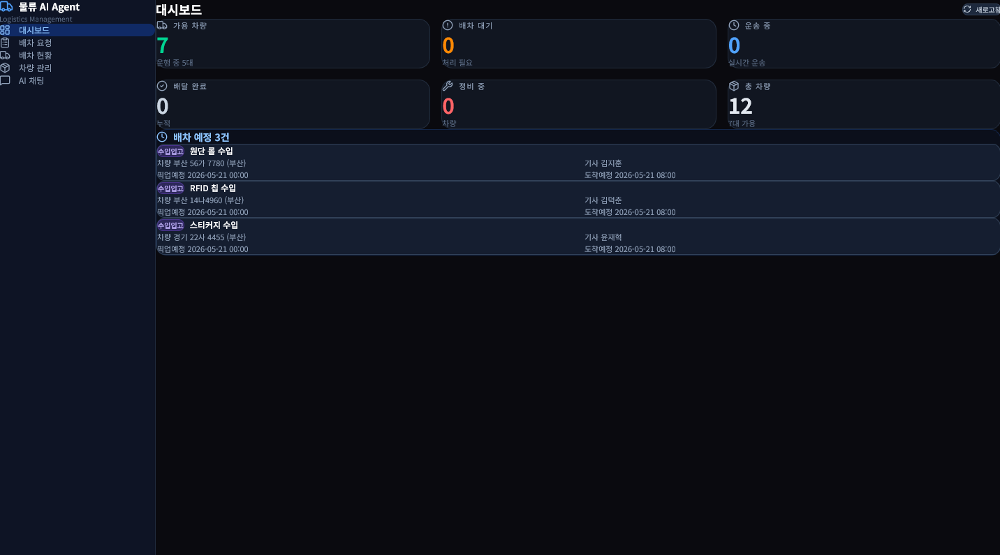 물류 AI Agent
Logistics Management
대시보드
배차 요청
배차 현황
차량 관리
AI 채팅
대시보드
새로고침
가용 차량
7
운행 중 5대
배차 대기
0
처리 필요
운송 중
0
실시간 운송
배달 완료
0
누적
정비 중
0
차량
총 차량
12
7대 가용
배차 예정 3건
수입입고 원단 롤 수입
차량 부산 56가 7780 (부산) 기사 김지훈
픽업예정 2026-05-21 00:00 도착예정 2026-05-21 08:00
수입입고 RFID 칩 수입
차량 부산 14나4960 (부산) 기사 김덕춘
픽업예정 2026-05-21 00:00 도착예정 2026-05-21 08:00
수입입고 스티커지 수입
차량 경기 22사 4455 (부산) 기사 윤재혁
픽업예정 2026-05-21 00:00 도착예정 2026-05-21 08:00